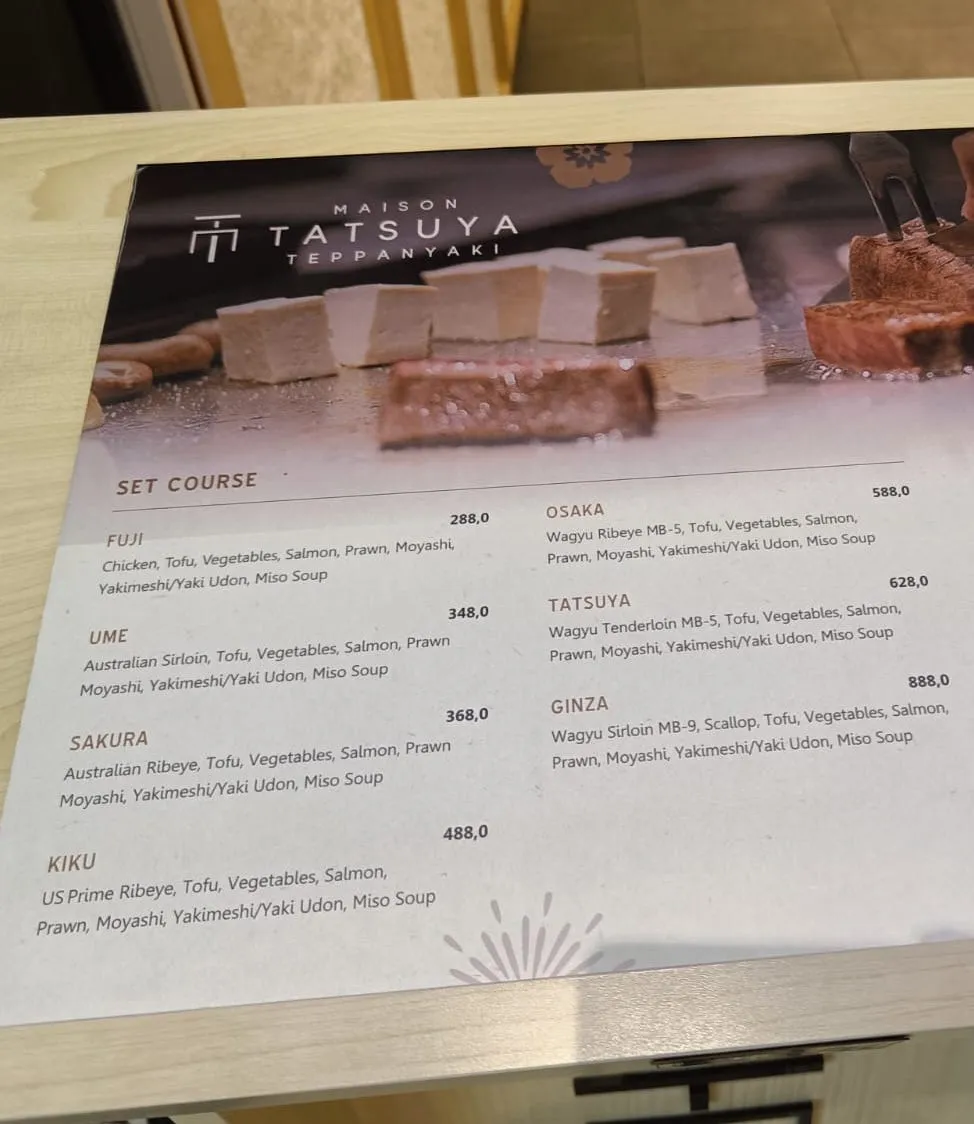 MAISON
TATSUYA
TEPPANYAKI
SET COURSE
FUJI 288,0
Chicken, Tofu, Vegetables, Salmon, Prawn, Moyashi,
Yakimeshi/Yaki Udon, Miso Soup
UME 348,0
Australian Sirloin, Tofu, Vegetables, Salmon, Prawn
Moyashi, Yakimeshi/Yaki Udon, Miso Soup
SAKURA 368,0
Australian Ribeye, Tofu, Vegetables, Salmon, Prawn
Moyashi, Yakimeshi/Yaki Udon, Miso Soup
KIKU 488,0
US Prime Ribeye, Tofu, Vegetables, Salmon,
Prawn, Moyashi, Yakimeshi/Yaki Udon, Miso Soup
OSAKA 588,0
Wagyu Ribeye MB-5, Tofu, Vegetables, Salmon,
Prawn, Moyashi, Yakimeshi/Yaki Udon, Miso Soup
TATSUYA 628,0
Wagyu Tenderloin MB-5, Tofu, Vegetables, Salmon,
Prawn, Moyashi, Yakimeshi/Yaki Udon, Miso Soup
GINZA 888,0
Wagyu Sirloin MB-9, Scallop, Tofu, Vegetables, Salmon,
Prawn, Moyashi, Yakimeshi/Yaki Udon, Miso Soup